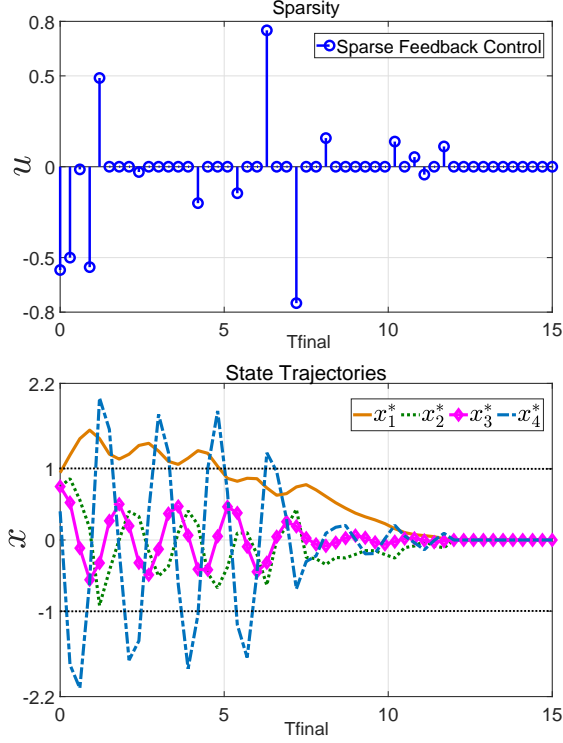 Sparsity
0.8
Sparse Feedback Control
0.5
u
0
-0.5
-0.8
0 5 10 15
Tfinal
State Trajectories
2.2
x₁* x₂* x₃* x₄*
1
x
0
-1
-2.2
0 5 10 15
Tfinal